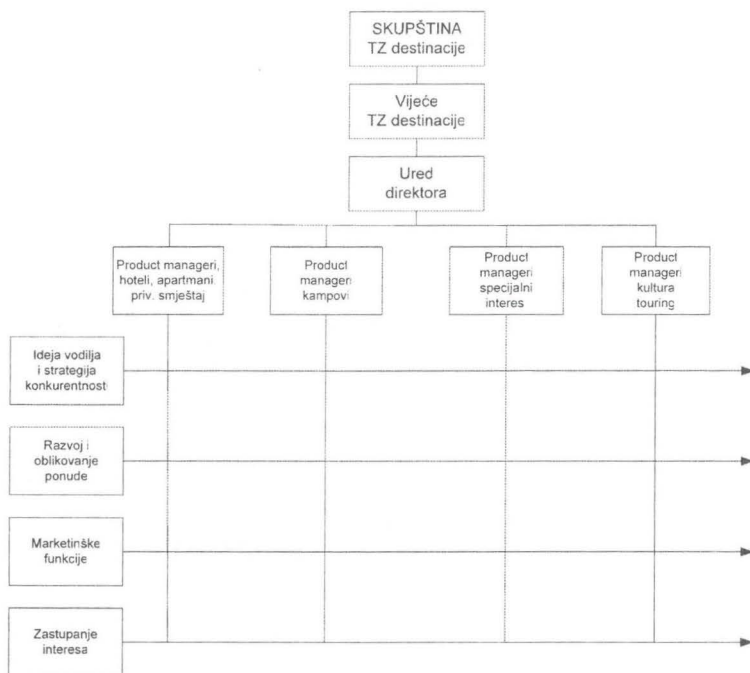 SKUPŠTINA
TZ destinacije
Vijeće
TZ destinacije
Ured
direktora
Product manageri,
hoteli, apartmani
priv. smještaj
Product
manageri
kampovi
Product
manageri
specijalni
interes
Product
manageri
kultura
touring
Ideja vodilja
i strategija
konkurentnosti
Razvoj i
oblikovanje
ponude
Marketinške
funkcije
Zastupanje
interesa